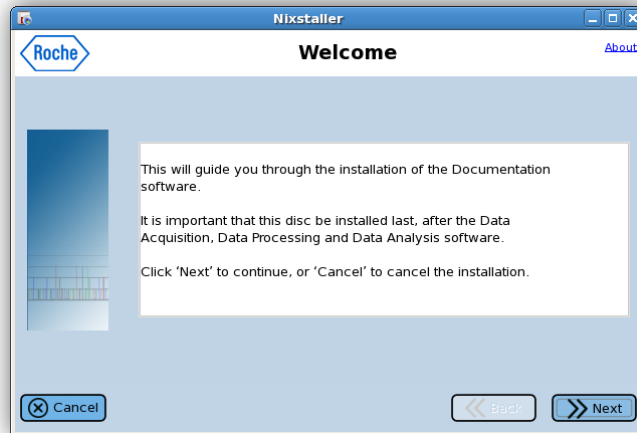 Nixstaller
Roche
Welcome
About
This will guide you through the installation of the Documentation
software.
It is important that this disc be installed last, after the Data
Acquisition, Data Processing and Data Analysis software.
Click ‘Next’ to continue, or ‘Cancel’ to cancel the installation.
Cancel
Back
Next